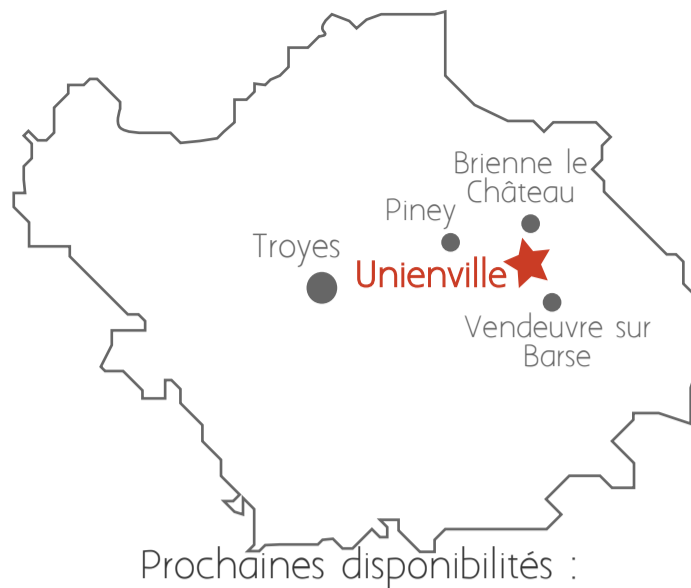 Brienne le
Château
Piney
Troyes
Unienville
Vendeuvre sur
Barse
Prochaines disponibilités :